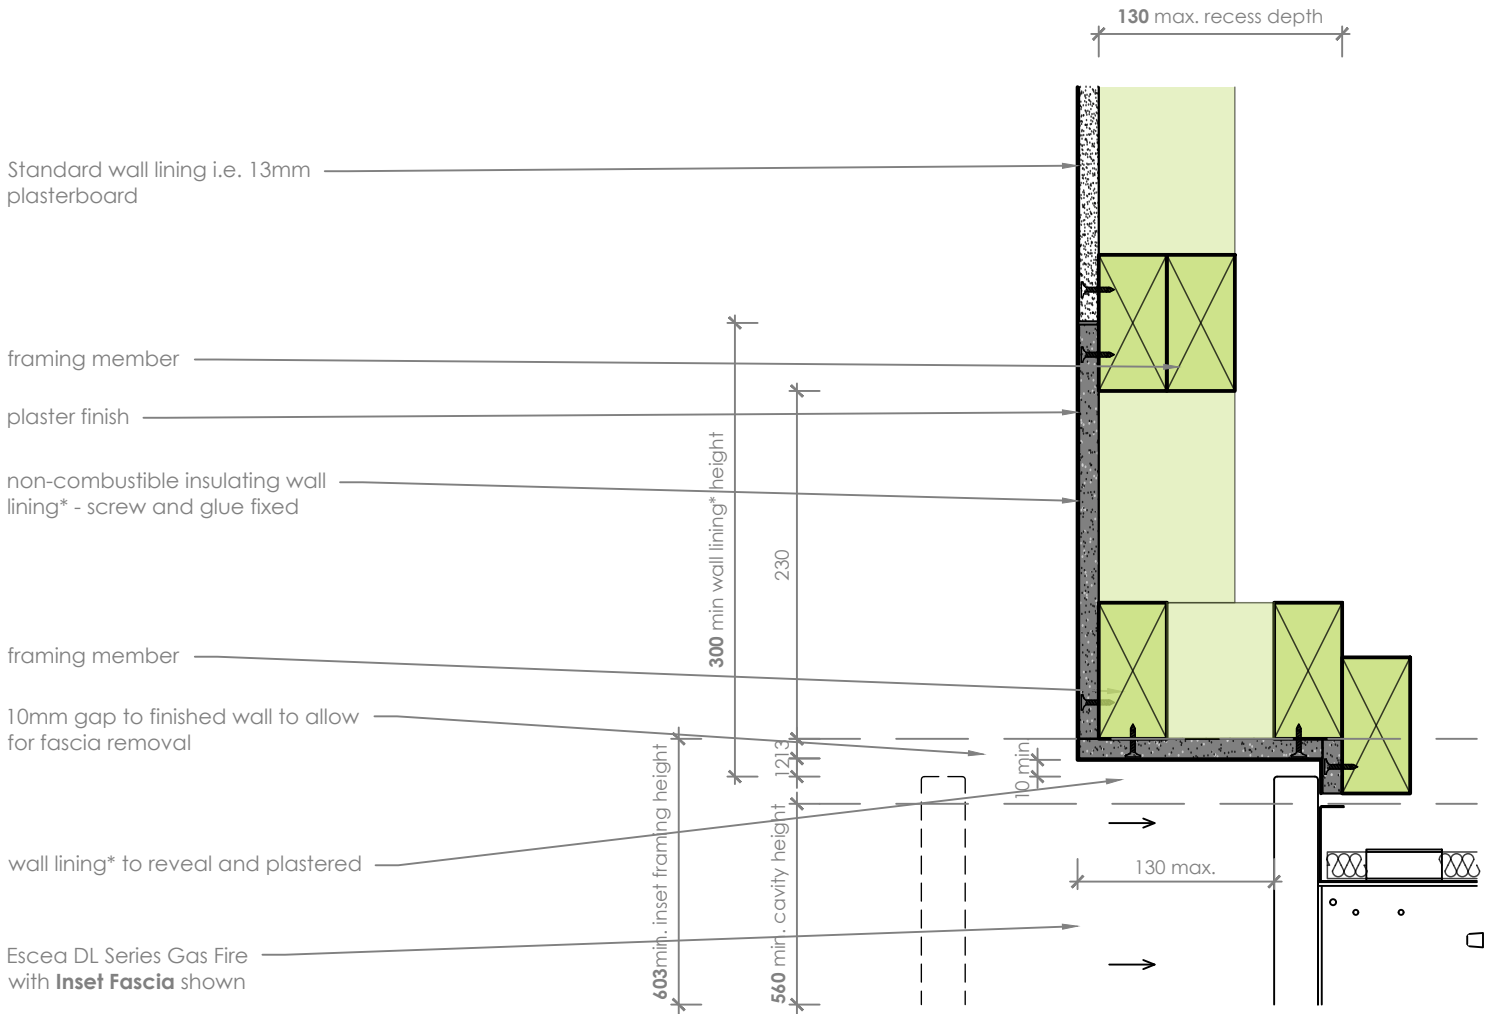 130 max. recess depth
Standard wall lining i.e. 13mm
plasterboard
framing member
plaster finish
non-combustible insulating wall
lining* - screw and glue fixed
300 min wall lining* height
230
framing member
10mm gap to finished wall to allow
for fascia removal
13
12
10 min.
603min. inset framing height
560 min. cavity height
wall lining* to reveal and plastered
130 max.
Escea DL Series Gas Fire
with Inset Fascia shown